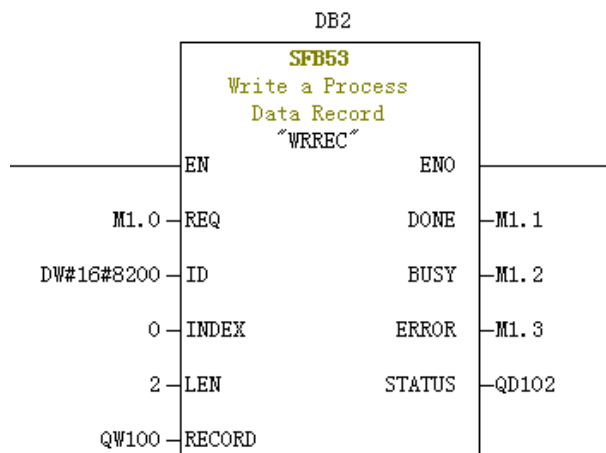 DB2
SFB53
Write a Process
Data Record
"WRREC"
EN ENO
M1.0 REQ DONE M1.1
DW#16#8200 ID BUSY M1.2
0 INDEX ERROR M1.3
2 LEN STATUS QD102
QW100 RECORD